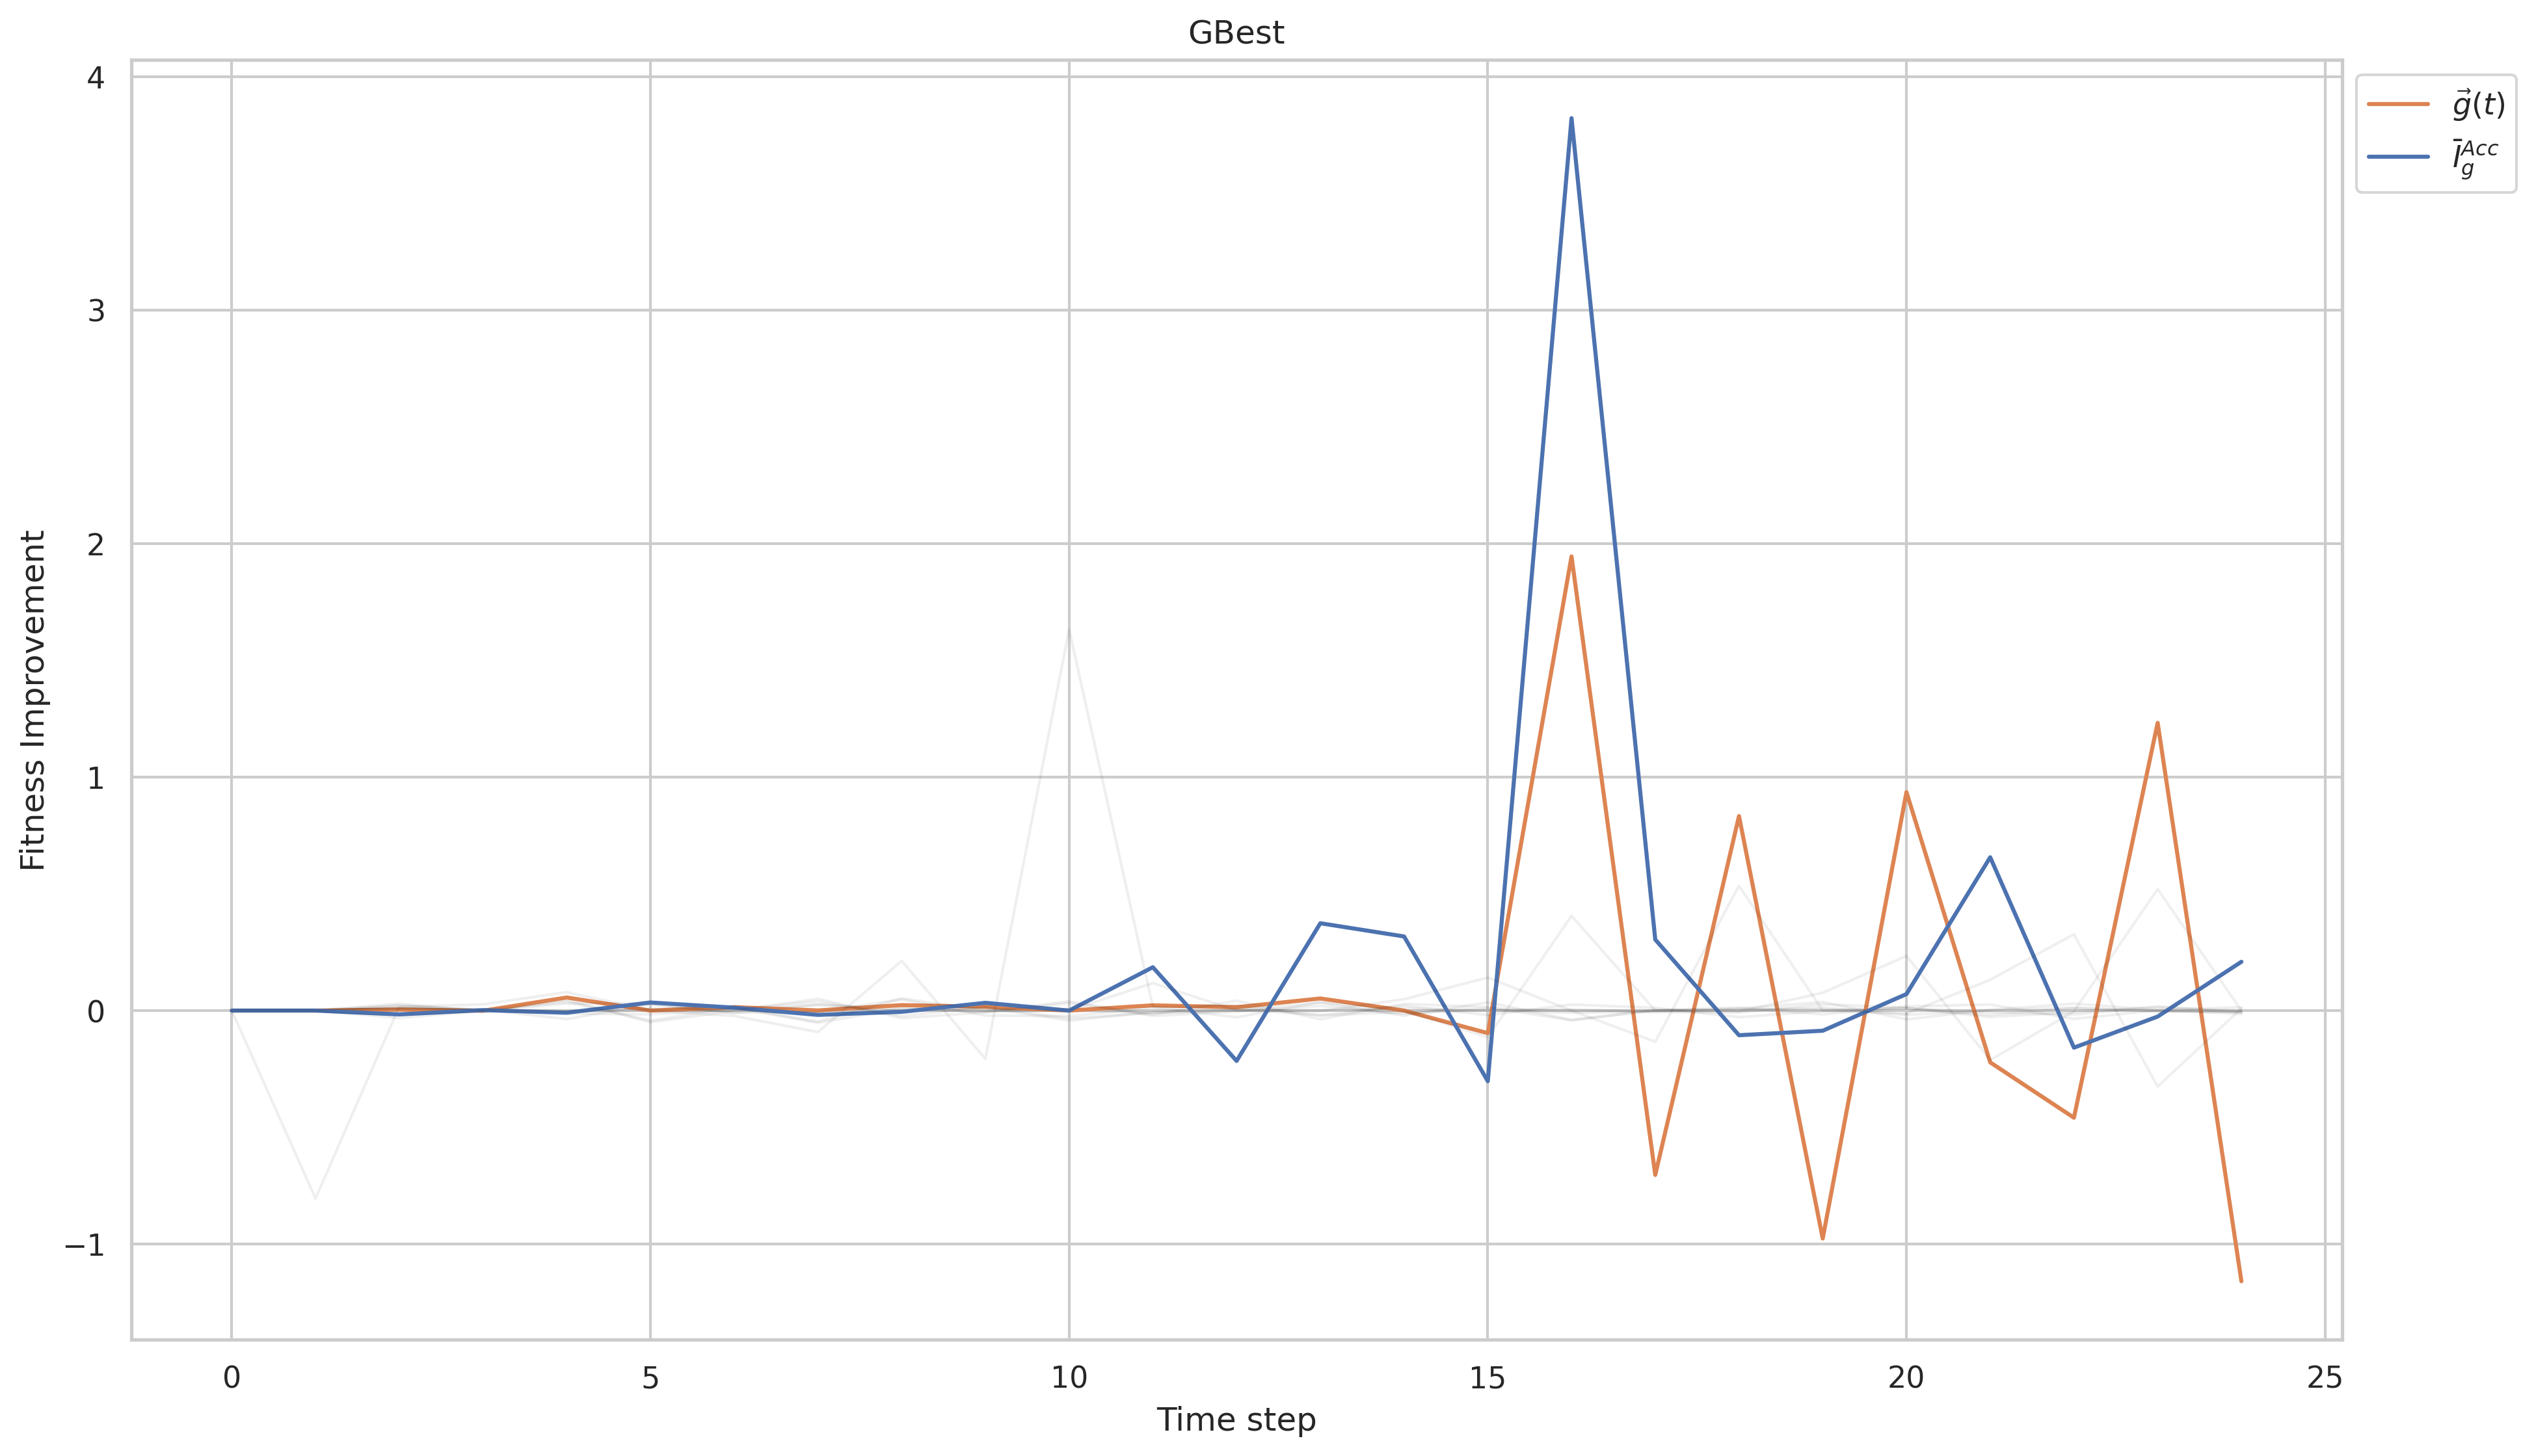 GBest
4
3
2
1
0
−1
Fitness Improvement
0 5 10 15 20 25
Time step
$\vec{g}(t)$
$\bar{I}_g^{Acc}$